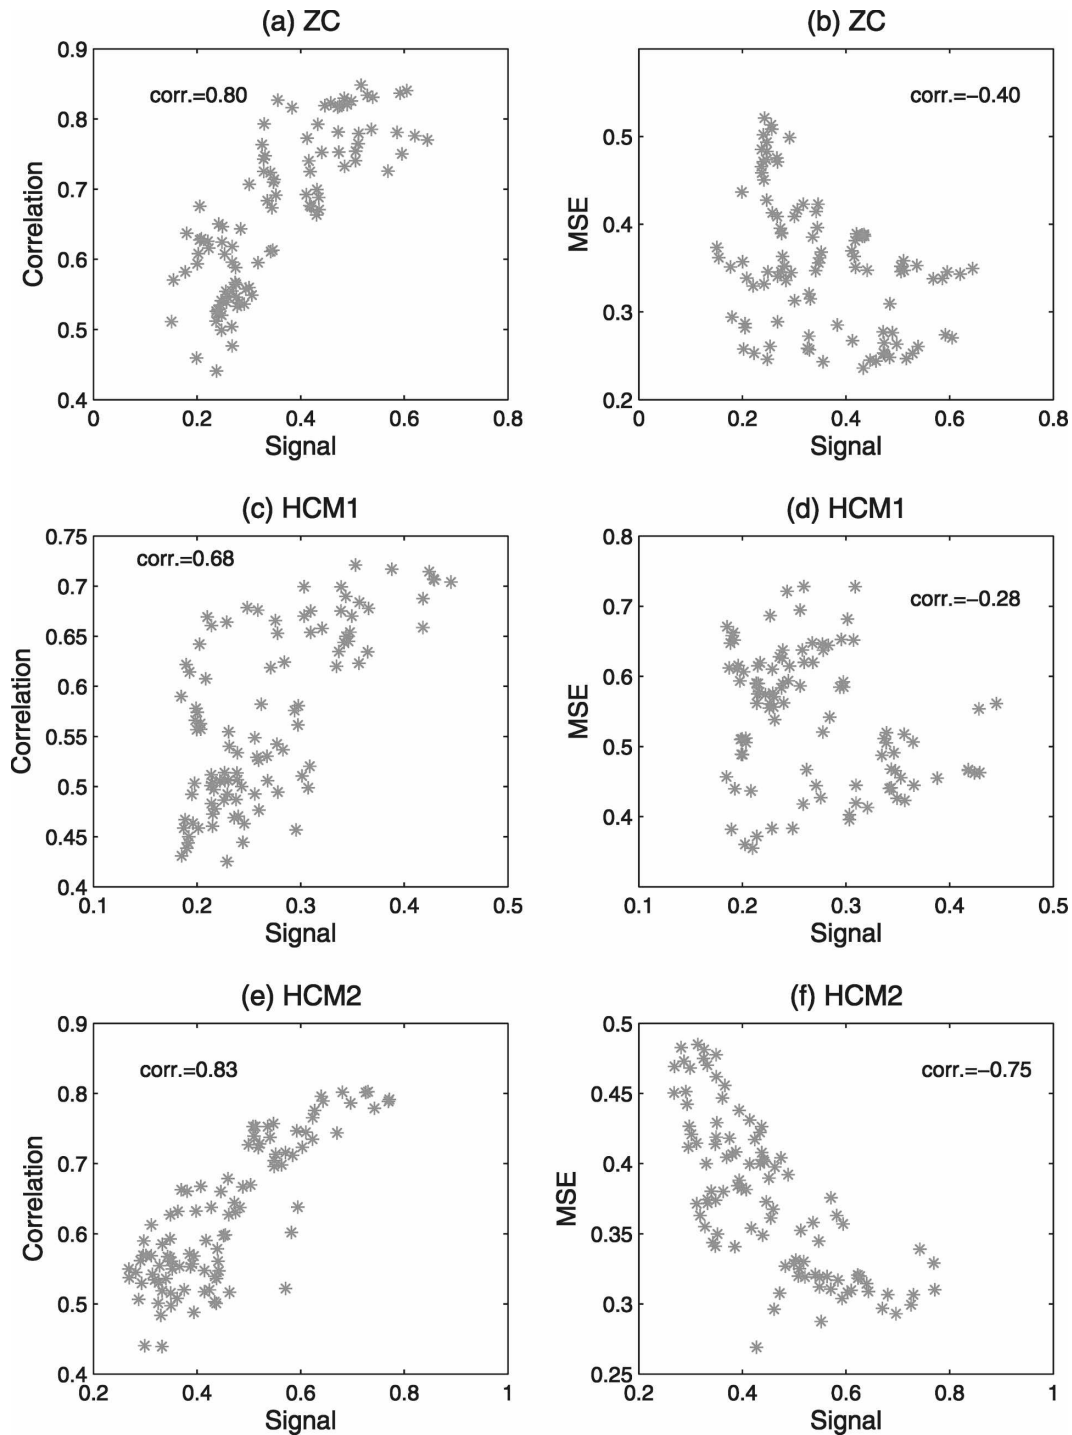 (a) ZC
0.9
0.8
0.7
0.6
0.5
0.4
Correlation
corr.=0.80
0 0.2 0.4 0.6 0.8
Signal
(b) ZC
0.5
0.4
0.3
0.2
MSE
corr.=−0.40
0 0.2 0.4 0.6 0.8
Signal
(c) HCM1
0.75
0.7
0.65
0.6
0.55
0.5
0.45
0.4
Correlation
corr.=0.68
0.1 0.2 0.3 0.4 0.5
Signal
(d) HCM1
0.8
0.7
0.6
0.5
0.4
MSE
corr.=−0.28
0.1 0.2 0.3 0.4 0.5
Signal
(e) HCM2
0.9
0.8
0.7
0.6
0.5
0.4
Correlation
corr.=0.83
0.2 0.4 0.6 0.8 1
Signal
(f) HCM2
0.5
0.45
0.4
0.35
0.3
0.25
MSE
corr.=−0.75
0.2 0.4 0.6 0.8 1
Signal